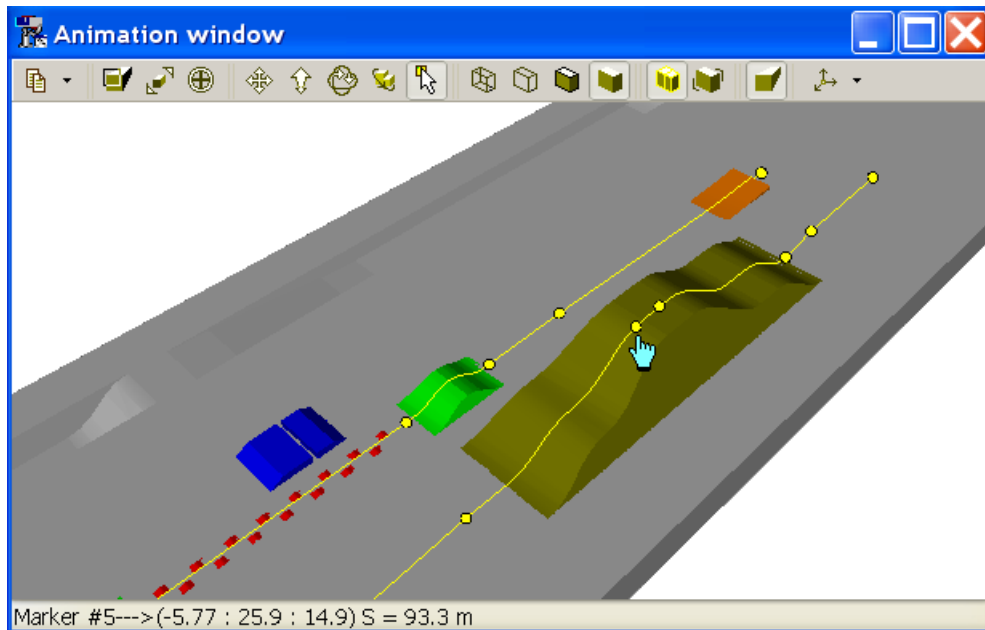 Animation window
Marker #5--->(-5.77 : 25.9 : 14.9) S = 93.3 m